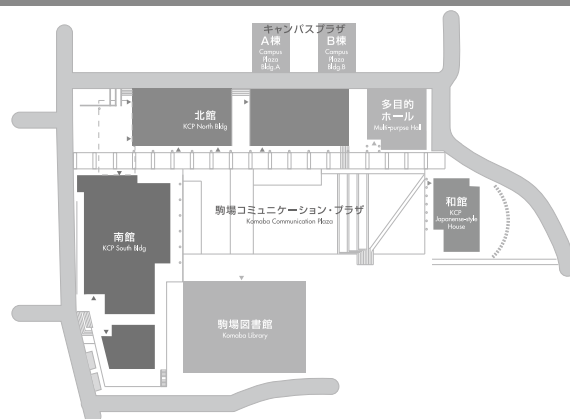 キャンパスプラザ
A棟
Campus
Plaza
Bldg.A
B棟
Campus
Plaza
Bldg.B
北館
KCP North Bldg
多目的
ホール
Multi-purpose Hall
駒場コミュニケーション・プラザ
Komaba Communication Plaza
和館
KCP
Japanense-style
House
南館
KCP South Bldg
駒場図書館
Komaba Library